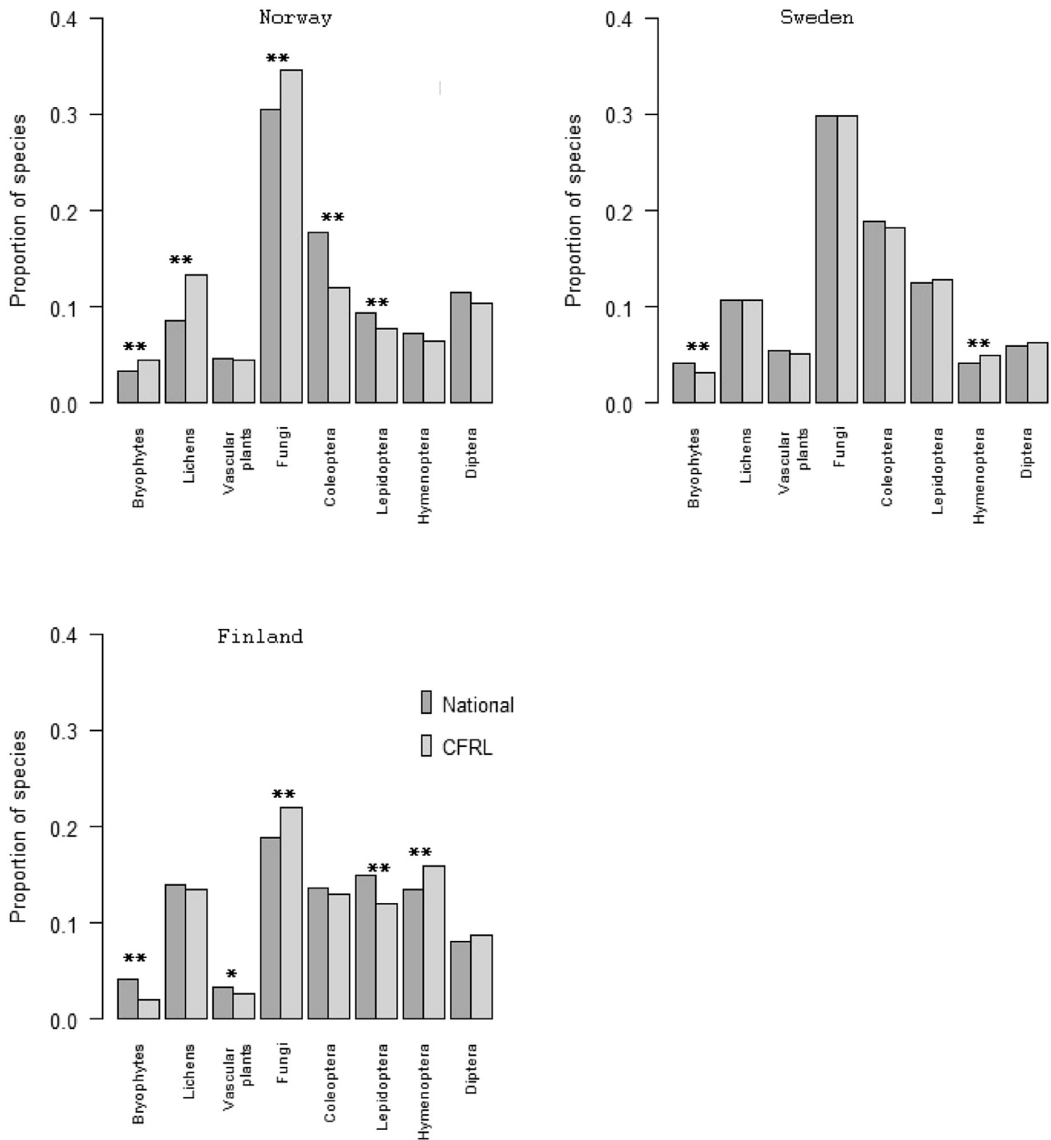 Norway
Proportion of species
0.4
0.3
0.2
0.1
0.0
**
**
**
**
**
Bryophytes
Lichens
Vascular
plants
Fungi
Coleoptera
Lepidoptera
Hymenoptera
Diptera
Sweden
Proportion of species
0.4
0.3
0.2
0.1
0.0
**
**
Bryophytes
Lichens
Vascular
plants
Fungi
Coleoptera
Lepidoptera
Hymenoptera
Diptera
Finland
Proportion of species
0.4
0.3
0.2
0.1
0.0
National
CFRL
**
*
**
**
**
Bryophytes
Lichens
Vascular
plants
Fungi
Coleoptera
Lepidoptera
Hymenoptera
Diptera